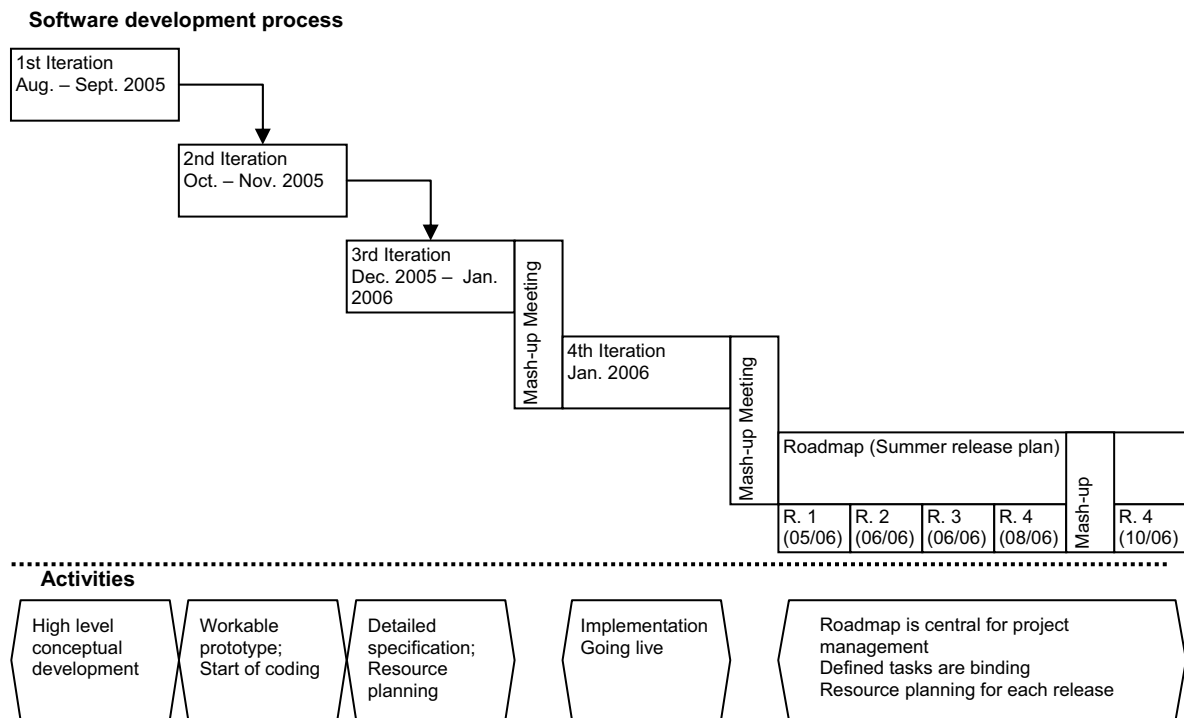 Software development process
1st Iteration
Aug. – Sept. 2005
2nd Iteration
Oct. – Nov. 2005
3rd Iteration
Dec. 2005 –  Jan.
2006
Mash-up Meeting
4th Iteration
Jan. 2006
Mash-up Meeting
Roadmap (Summer release plan)
R. 1
(05/06)
R. 2
(06/06)
R. 3
(06/06)
R. 4
(08/06)
Mash-up
R. 4
(10/06)
Activities
High level
conceptual
development
Workable
prototype;
Start of coding
Detailed
specification;
Resource
planning
Implementation
Going live
Roadmap is central for project
management
Defined tasks are binding
Resource planning for each release